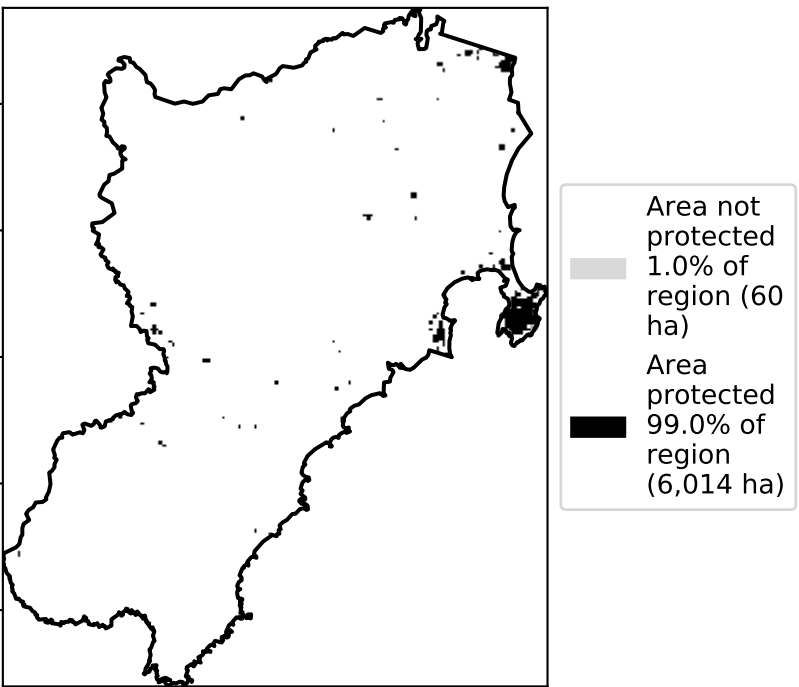 Area not
protected
1.0% of
region (60
ha)
Area
protected
99.0% of
region
(6,014 ha)